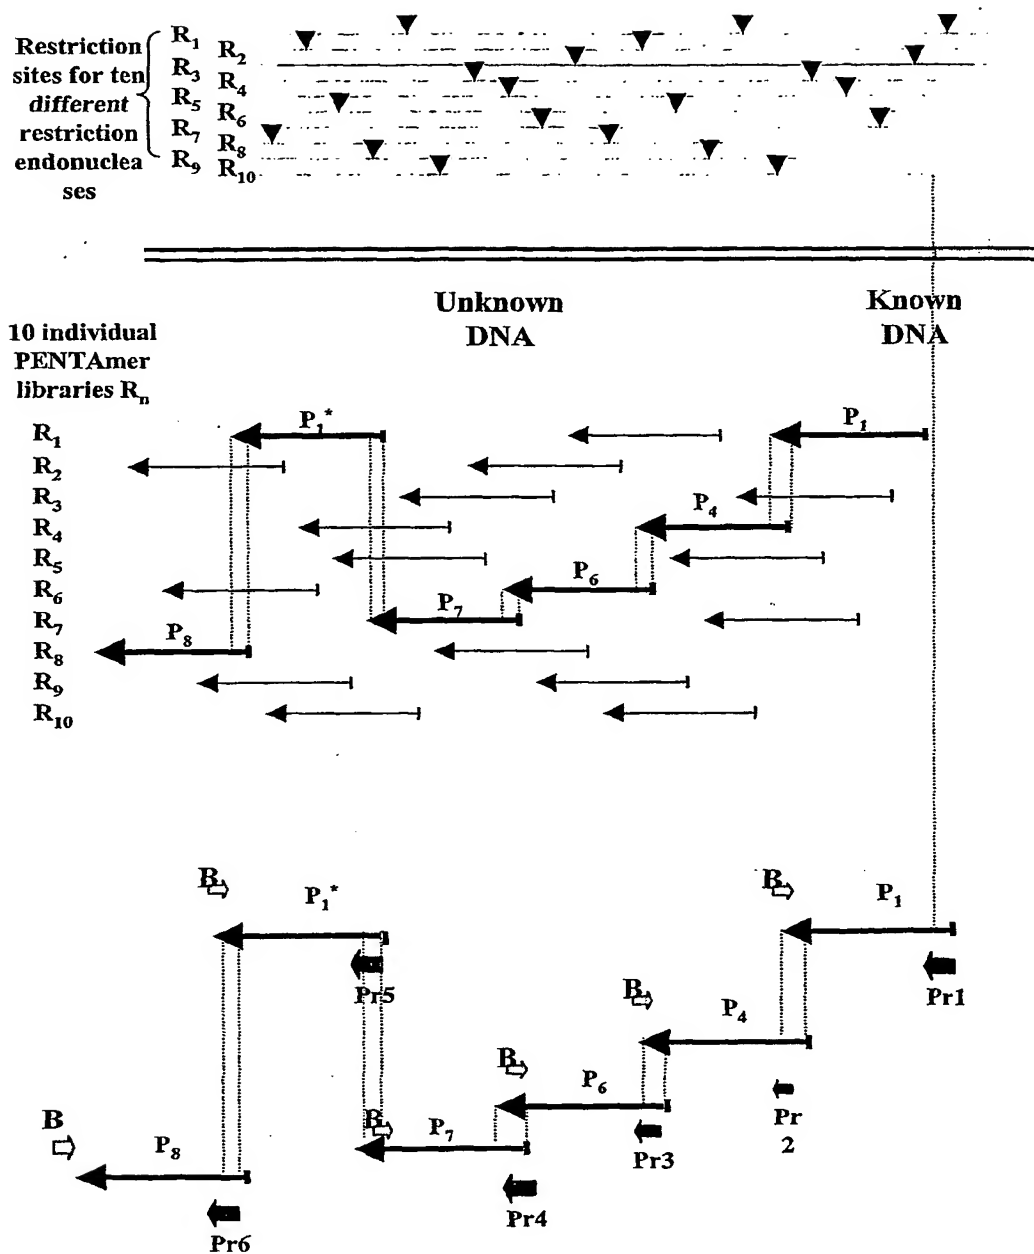 Restriction
sites for ten
different
restriction
endonuclea
ses
R1
R2
R3
R4
R5
R6
R7
R8
R9
R10
Unknown
DNA
Known
DNA
10 individual
PENTAmer
libraries Rn
R1
R2
R3
R4
R5
R6
R7
R8
R9
R10
P1*
P1
P4
P6
P7
P8
B
P1*
B
P1
Pr5
Pr1
B
P4
B
P6
Pr
2
B
P8
B
P7
Pr3
Pr4
Pr6